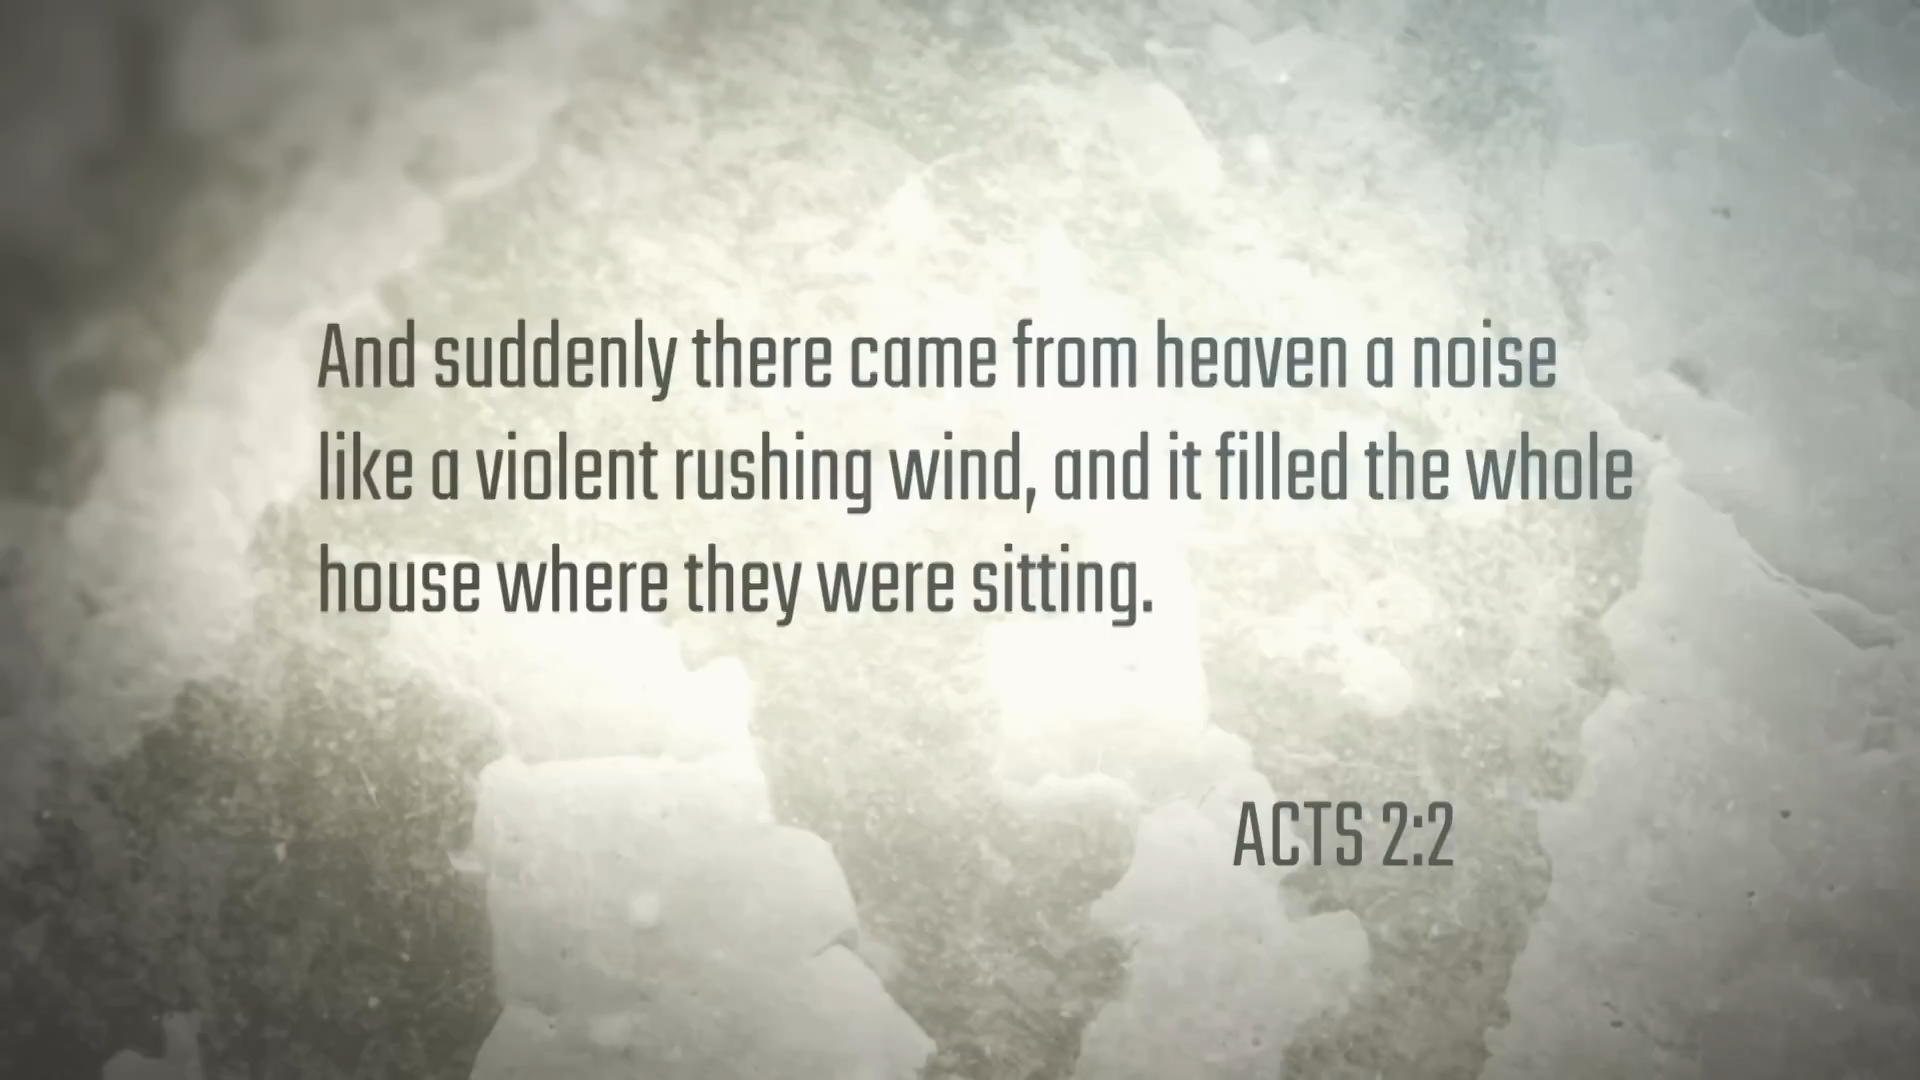 And suddenly there came from heaven a noise
like a violent rushing wind, and it filled the whole
house where they were sitting.
ACTS 2:2